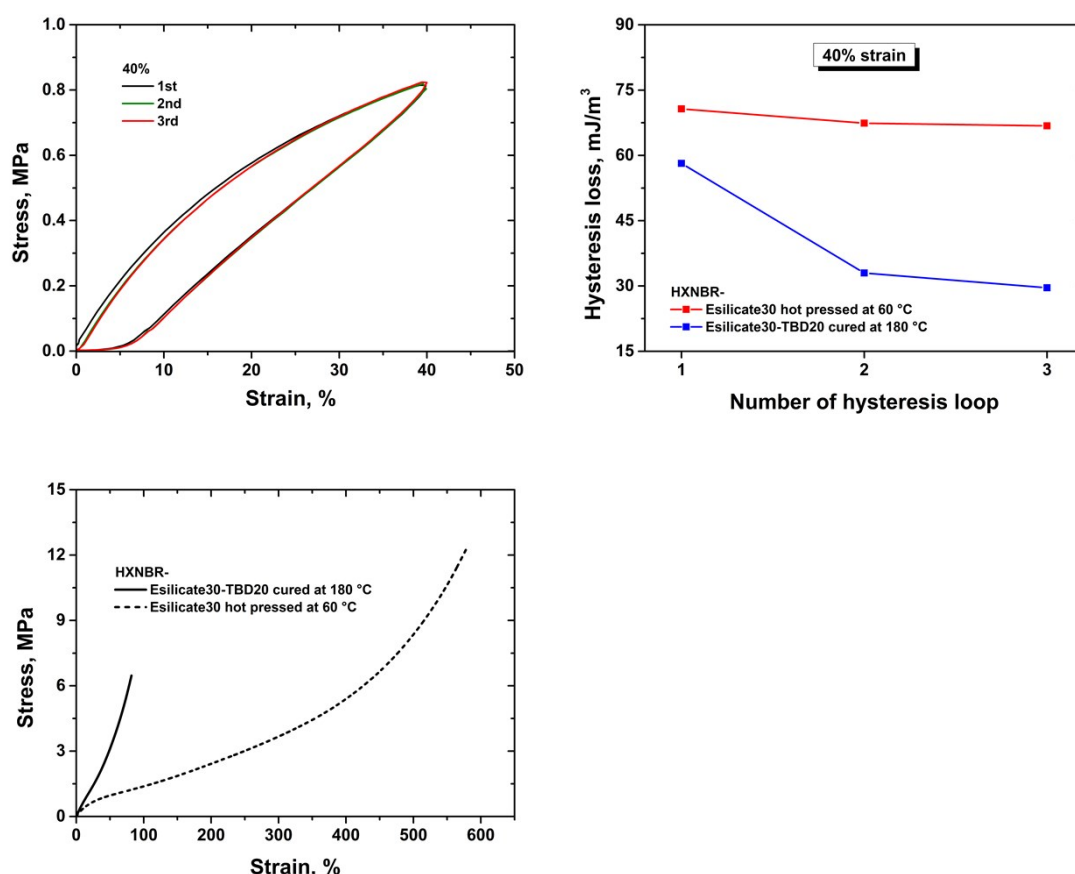 1.0
0.8
0.6
0.4
0.2
0.0
Stress, MPa
40%
1st
2nd
3rd
0 10 20 30 40 50
Strain, %
90
75
60
45
30
15
Hysteresis loss, mJ/m³
40% strain
HXNBR-
Esilicate30 hot pressed at 60 °C
Esilicate30-TBD20 cured at 180 °C
1 2 3
Number of hysteresis loop
15
12
9
6
3
0
Stress, MPa
HXNBR-
Esilicate30-TBD20 cured at 180 °C
Esilicate30 hot pressed at 60 °C
0 100 200 300 400 500 600
Strain, %